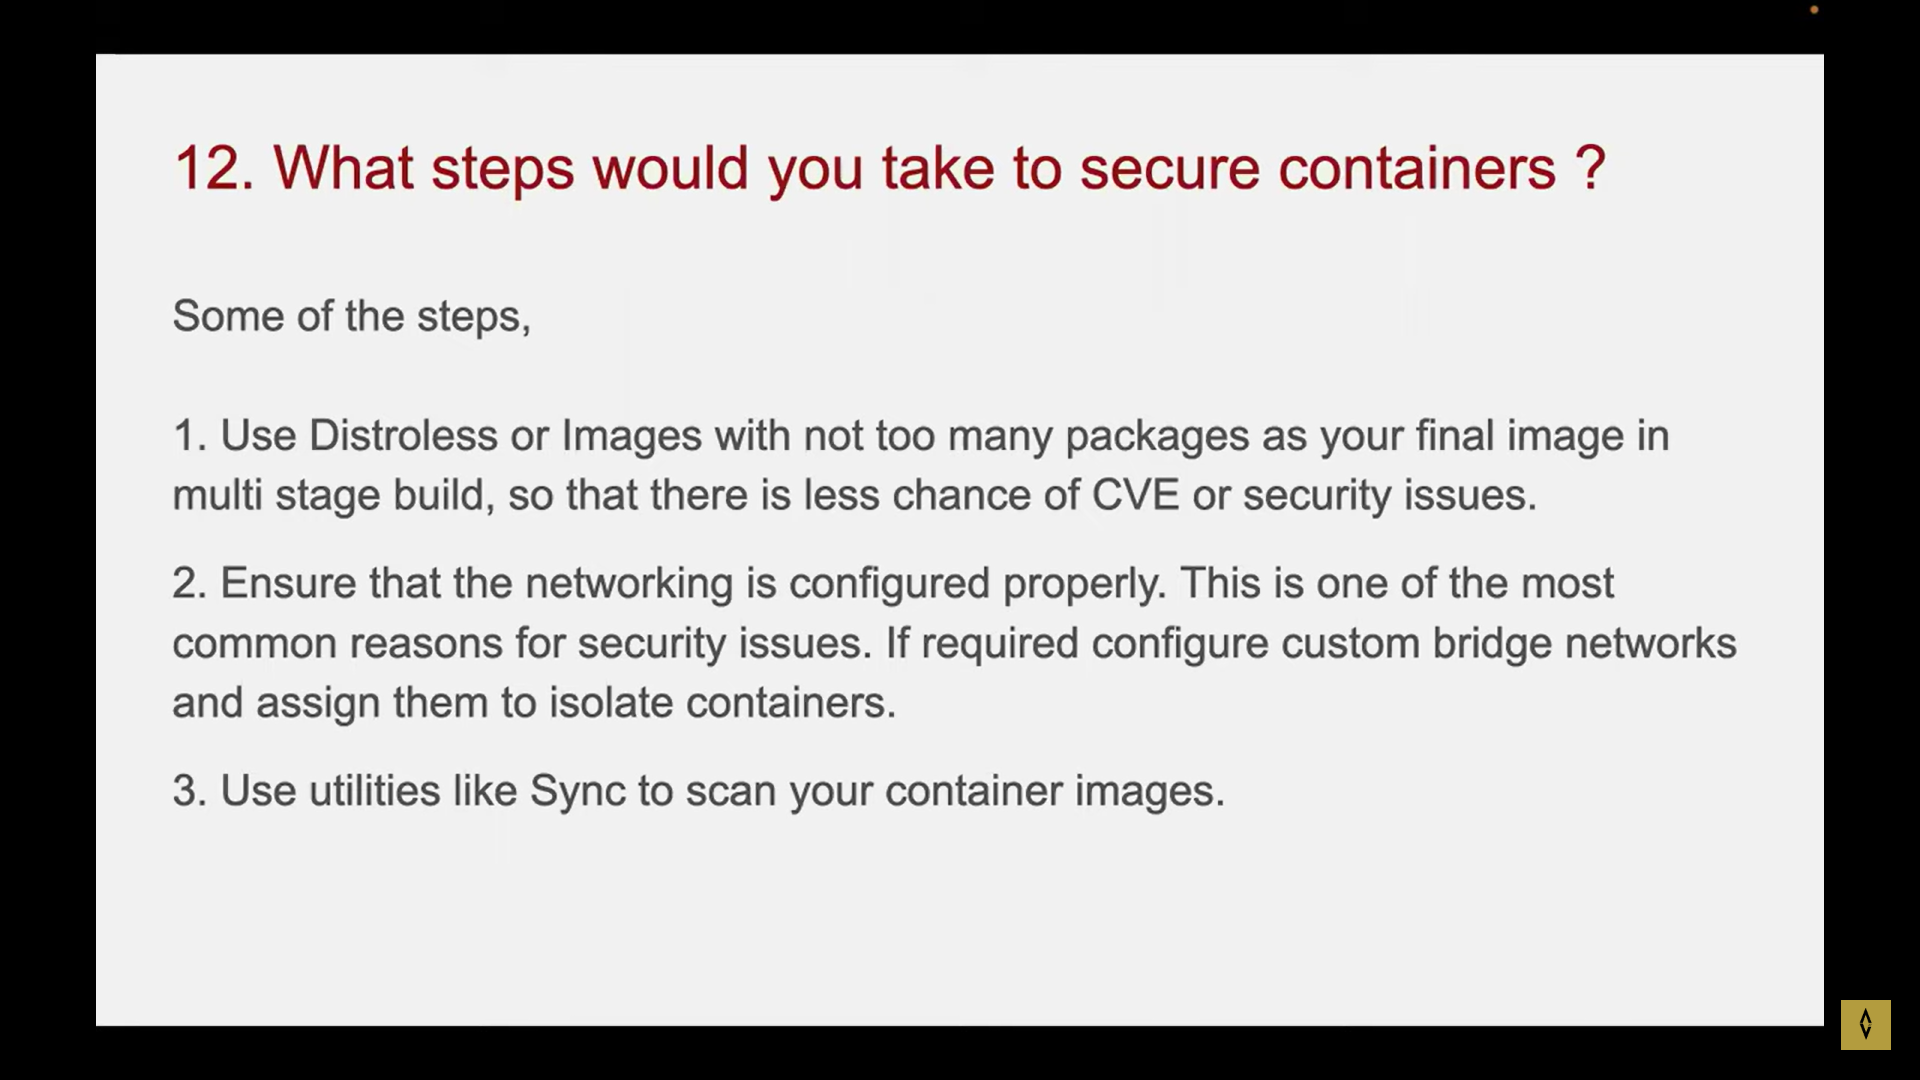 12. What steps would you take to secure containers ?
Some of the steps,
1. Use Distroless or Images with not too many packages as your final image in
multi stage build, so that there is less chance of CVE or security issues.
2. Ensure that the networking is configured properly. This is one of the most
common reasons for security issues. If required configure custom bridge networks
and assign them to isolate containers.
3. Use utilities like Sync to scan your container images.